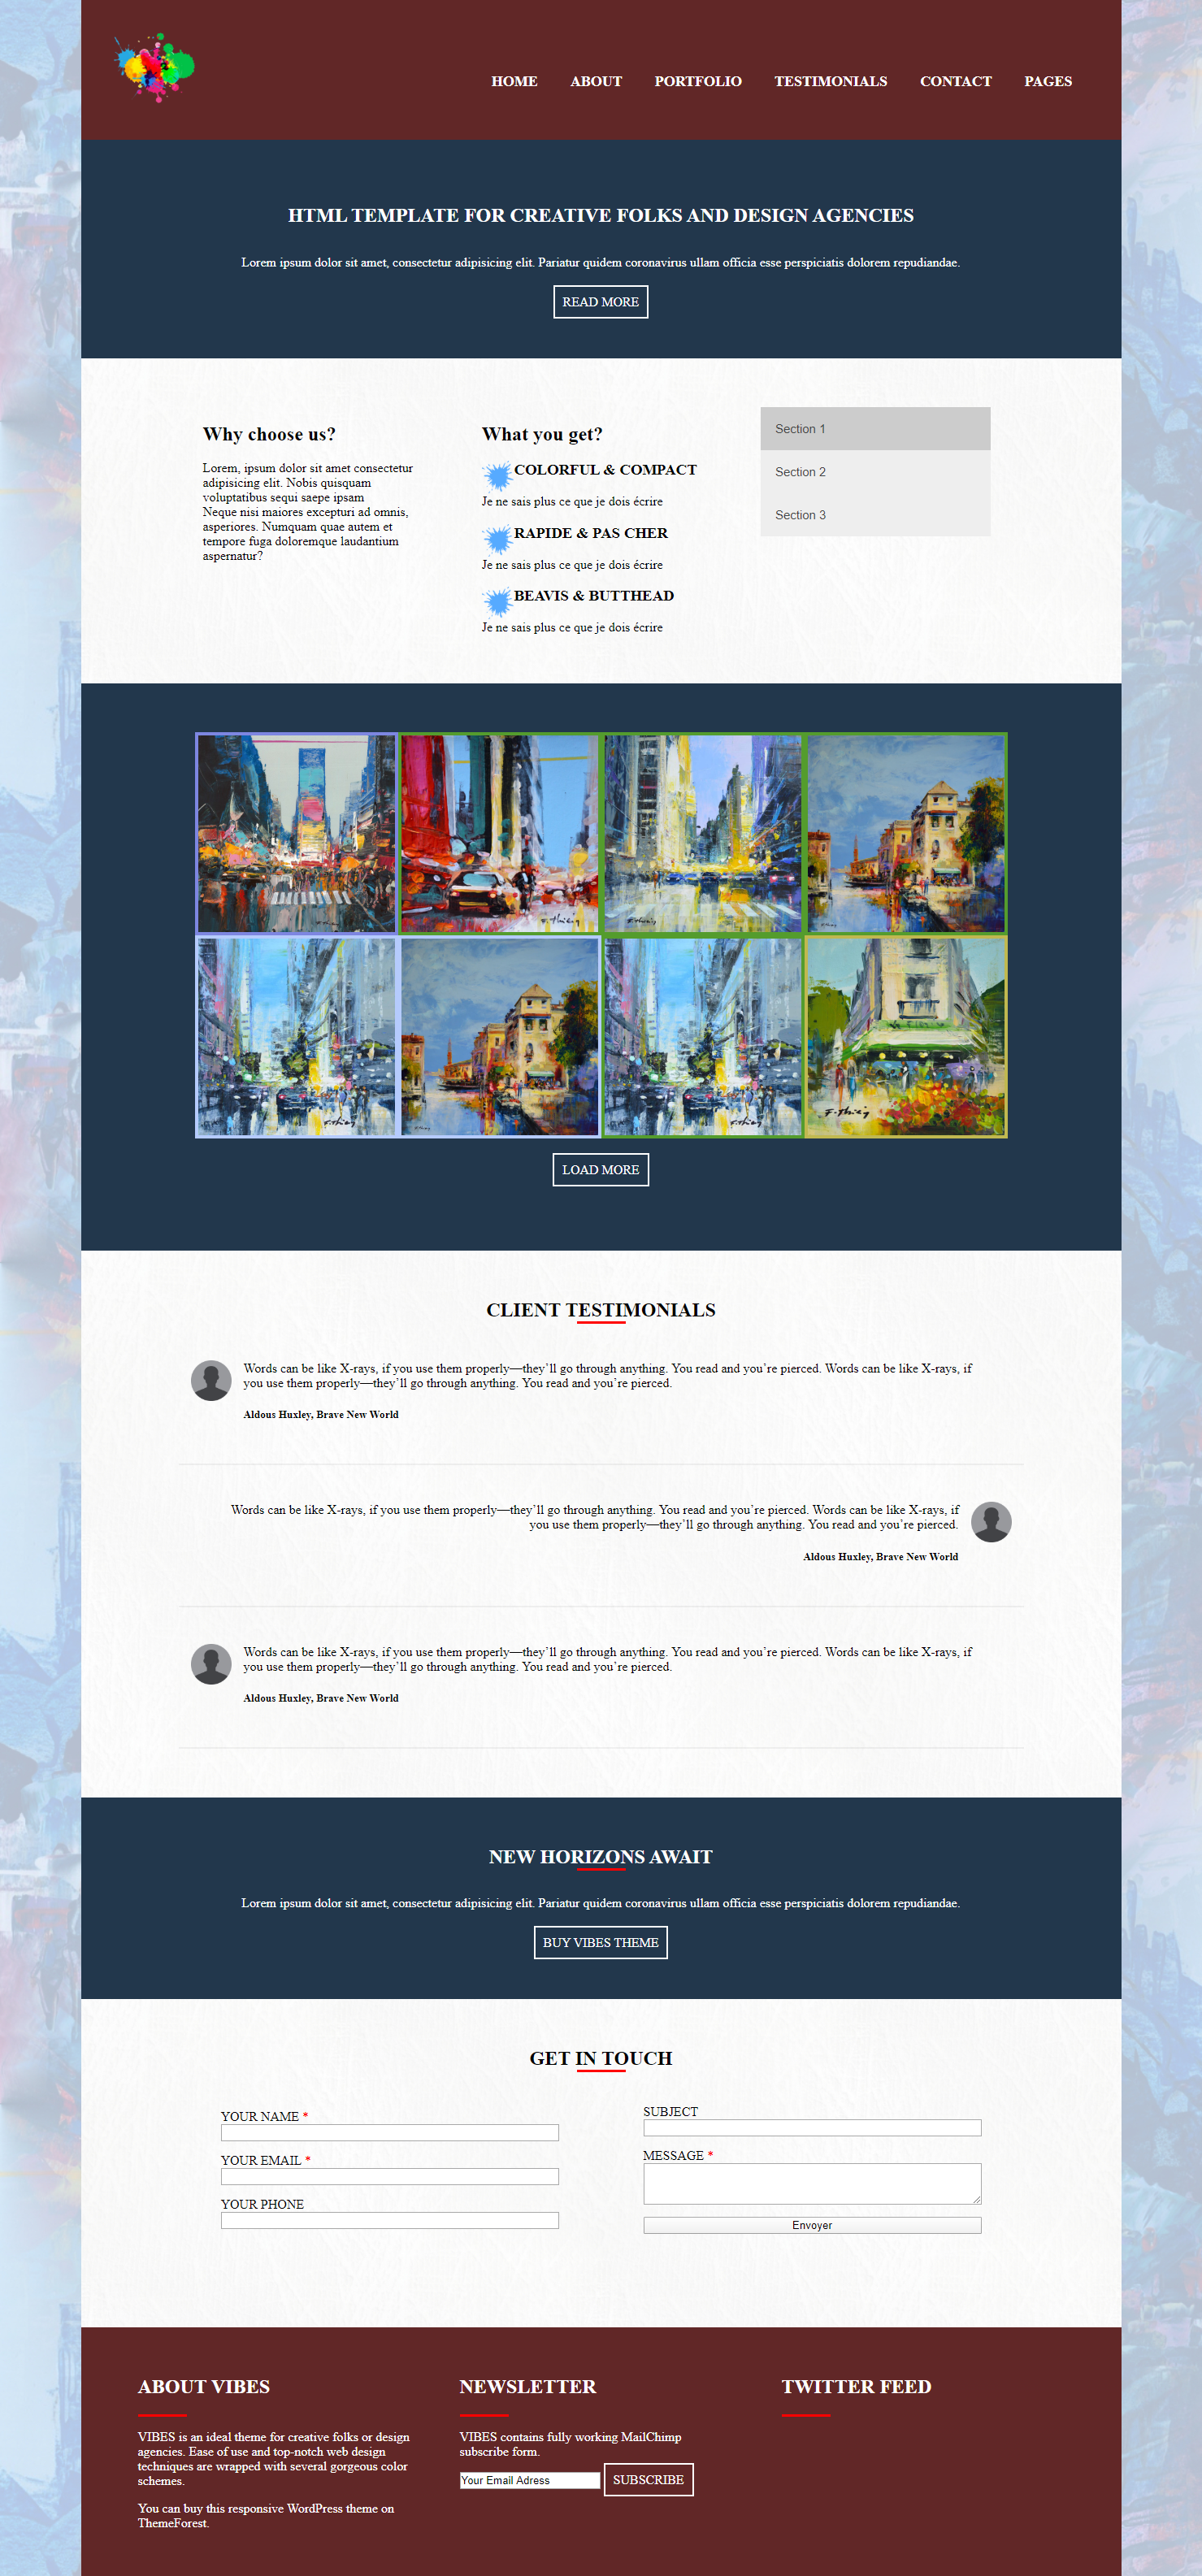 HOME ABOUT PORTFOLIO TESTIMONIALS CONTACT PAGES
HTML TEMPLATE FOR CREATIVE FOLKS AND DESIGN AGENCIES
Lorem ipsum dolor sit amet, consectetur adipisicing elit. Pariatur quidem coronavirus ullam officia esse perspiciatis dolorem repudiandae.
READ MORE
Why choose us?
Lorem, ipsum dolor sit amet consectetur
adipisicing elit. Nobis quisquam
voluptatibus sequi saepe ipsam
Neque nisi maiores excepturi ad omnis,
asperiores. Numquam quae autem et
tempore fuga doloremque laudantium
aspernatur?
What you get?
COLORFUL & COMPACT
Je ne sais plus ce que je dois écrire
RAPIDE & PAS CHER
Je ne sais plus ce que je dois écrire
BEAVIS & BUTTHEAD
Je ne sais plus ce que je dois écrire
Section 1
Section 2
Section 3
LOAD MORE
CLIENT TESTIMONIALS
Words can be like X-rays, if you use them properly—they’ll go through anything. You read and you’re pierced. Words can be like X-rays, if
you use them properly—they’ll go through anything. You read and you’re pierced.
Aldous Huxley, Brave New World
Words can be like X-rays, if you use them properly—they’ll go through anything. You read and you’re pierced. Words can be like X-rays, if
you use them properly—they’ll go through anything. You read and you’re pierced.
Aldous Huxley, Brave New World
Words can be like X-rays, if you use them properly—they’ll go through anything. You read and you’re pierced. Words can be like X-rays, if
you use them properly—they’ll go through anything. You read and you’re pierced.
Aldous Huxley, Brave New World
NEW HORIZONS AWAIT
Lorem ipsum dolor sit amet, consectetur adipisicing elit. Pariatur quidem coronavirus ullam officia esse perspiciatis dolorem repudiandae.
BUY VIBES THEME
GET IN TOUCH
YOUR NAME *
YOUR EMAIL *
YOUR PHONE
SUBJECT
MESSAGE *
Envoyer
ABOUT VIBES
VIBES is an ideal theme for creative folks or design
agencies. Ease of use and top-notch web design
techniques are wrapped with several gorgeous color
schemes.
You can buy this responsive WordPress theme on
ThemeForest.
NEWSLETTER
VIBES contains fully working MailChimp
subscribe form.
Your Email Adress
SUBSCRIBE
TWITTER FEED